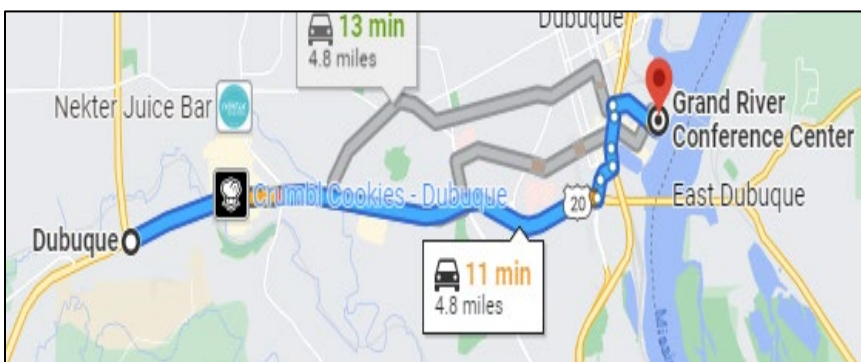 13 min
4.8 miles
Dubuque
Nekter Juice Bar
nékter
Grand River
Conference Center
Crumbl Cookies - Dubuque
20
East Dubuque
Dubuque
11 min
4.8 miles